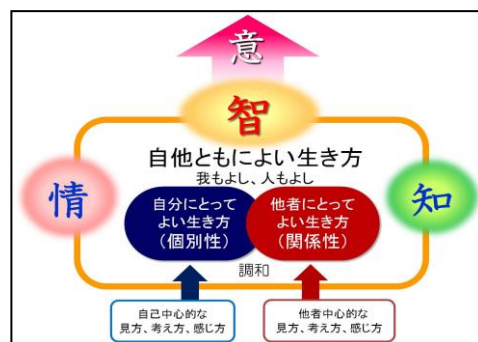 意
智
自他ともによい生き方
我もよし、人もよし
情
知
自分にとって
よい生き方
(個別性)
他者にとって
よい生き方
(関係性)
調和
自己中心的な
見方、考え方、感じ方
他者中心的な
見方、考え方、感じ方